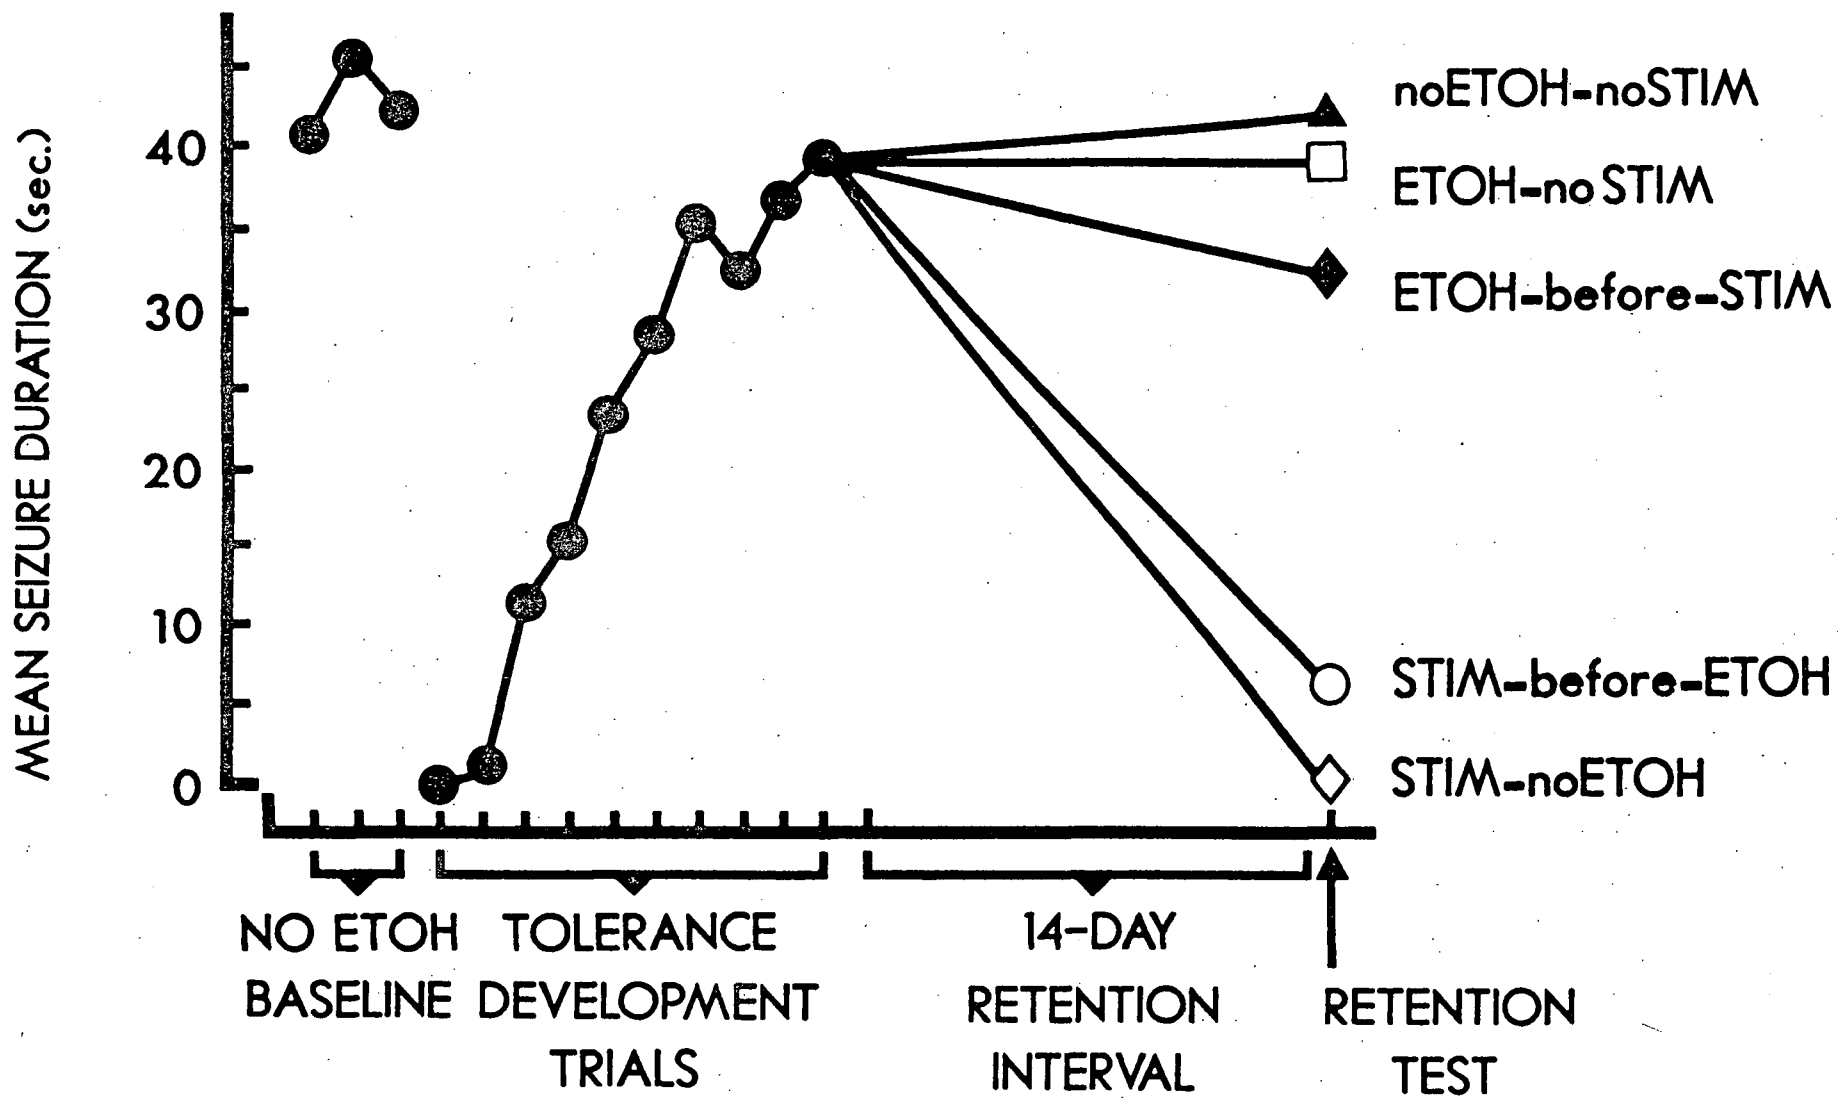 MEAN SEIZURE DURATION (sec.)
40
30
20
10
0
noETOH-noSTIM
ETOH-noSTIM
ETOH-before-STIM
STIM-before-ETOH
STIM-noETOH
NO ETOH
BASELINE
TOLERANCE
DEVELOPMENT
TRIALS
14-DAY
RETENTION
INTERVAL
RETENTION
TEST